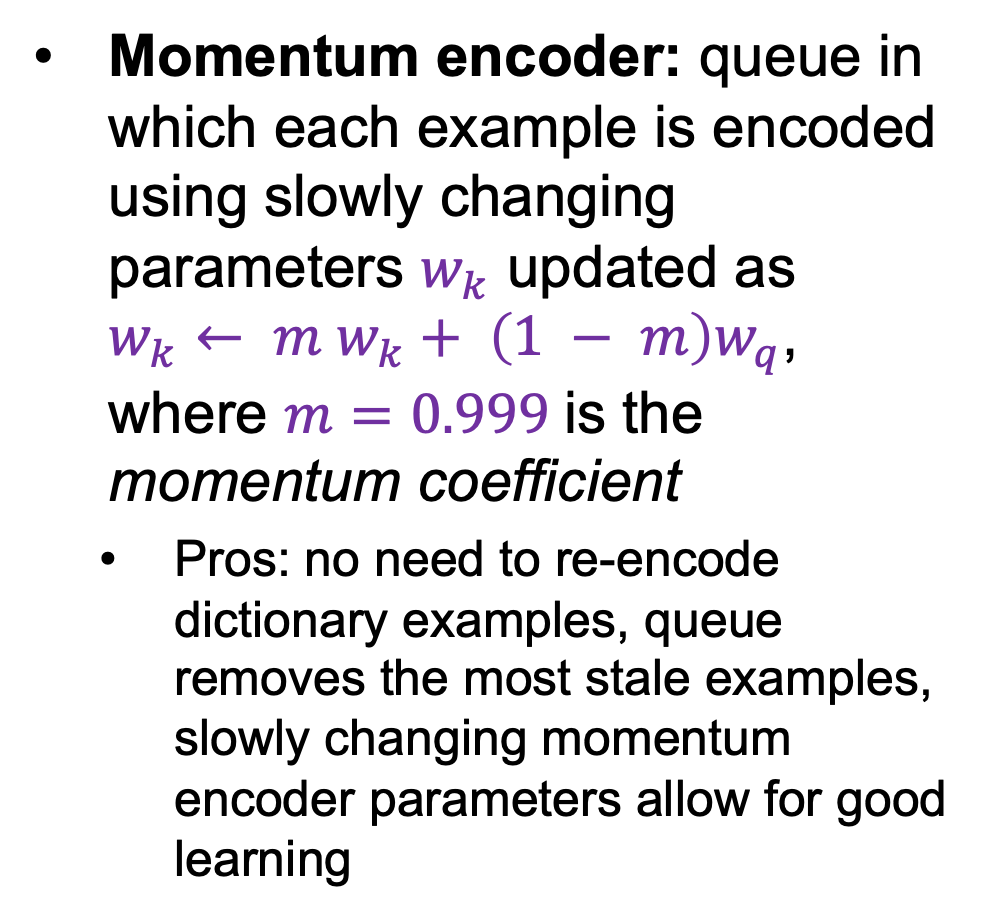 • Momentum encoder: queue in
which each example is encoded
using slowly changing
parameters w_k updated as
w_k ← m w_k + (1 − m)w_q,
where m = 0.999 is the
momentum coefficient
• Pros: no need to re-encode
dictionary examples, queue
removes the most stale examples,
slowly changing momentum
encoder parameters allow for good
learning